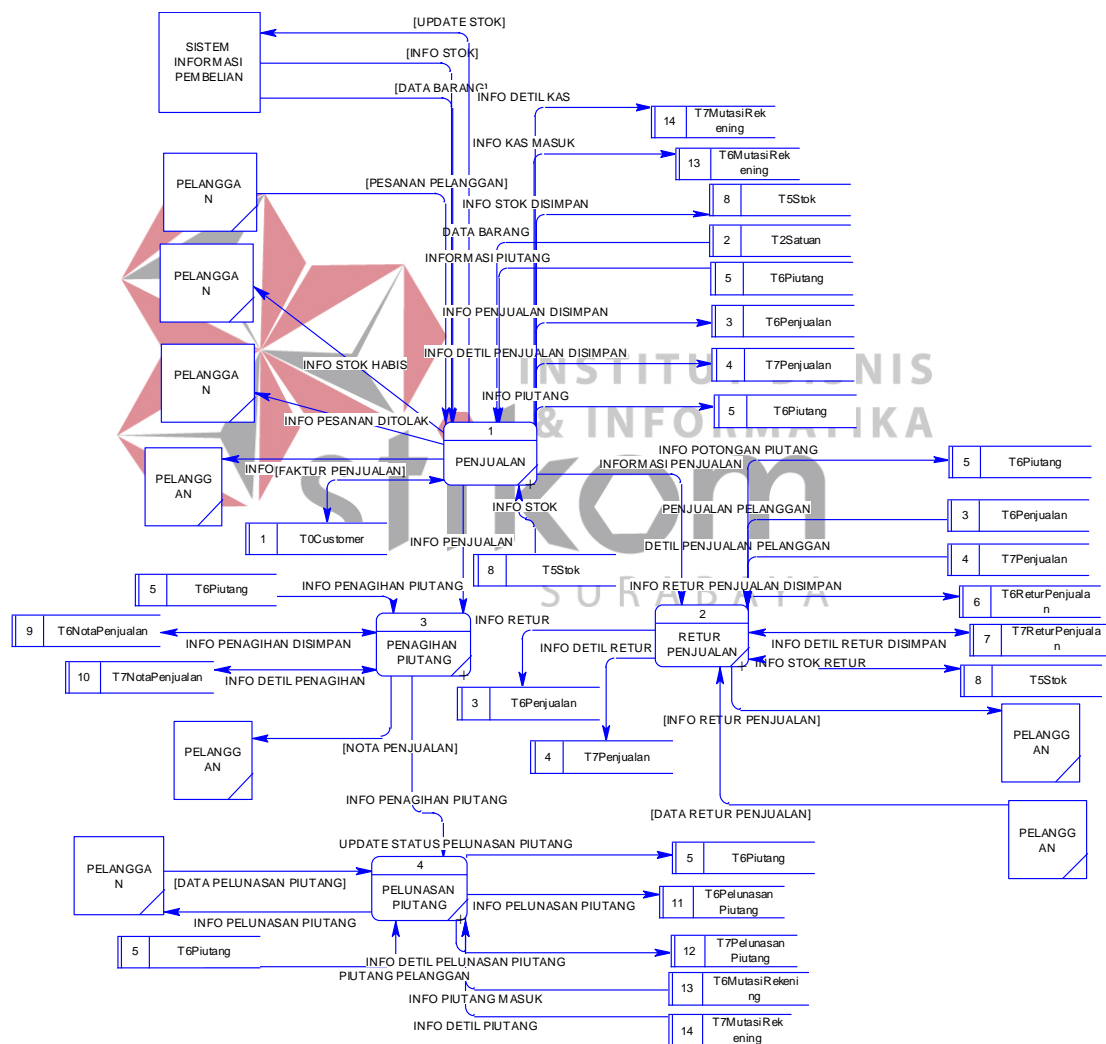 [UPDATE STOK]
SISTEM
INFORMASI
PEMBELIAN
[INFO STOK]
[DATA BARANG]
INFO DETIL KAS
14
T7MutasiRek
ening
INFO KAS MASUK
13
T6MutasiRek
ening
PELANGGA
N
[PESANAN PELANGGAN]
INFO STOK DISIMPAN
8
T5Stok
DATA BARANG
2
T2Satuan
PELANGGA
N
INFORMASI PIUTANG
5
T6Piutang
INFO PENJUALAN DISIMPAN
3
T6Penjualan
PELANGGA
N
INFO STOK HABIS
INFO DETIL PENJUALAN DISIMPAN
4
T7Penjualan
INSTITUT BISNIS
& INFORMATIKA
stikom
SURABAYA
INFO PIUTANG
5
T6Piutang
INFO PESANAN DITOLAK
1
PENJUALAN
PELANGG
AN
INFO
[FAKTUR PENJUALAN]
INFO POTONGAN PIUTANG
INFORMASI PENJUALAN
5
T6Piutang
INFO STOK
PENJUALAN PELANGGAN
3
T6Penjualan
1
T0Customer
INFO PENJUALAN
DETIL PENJUALAN PELANGGAN
4
T7Penjualan
8
T5Stok
5
T6Piutang
INFO PENAGIHAN PIUTANG
INFO RETUR PENJUALAN DISIMPAN
6
T6ReturPenjuala
n
9
T6NotaPenjualan
INFO PENAGIHAN DISIMPAN
3
PENAGIHAN
PIUTANG
INFO RETUR
2
RETUR
PENJUALAN
INFO DETIL RETUR DISIMPAN
7
T7ReturPenjuala
n
INFO DETIL RETUR
INFO STOK RETUR
10
T7NotaPenjualan
INFO DETIL PENAGIHAN
8
T5Stok
3
T6Penjualan
[INFO RETUR PENJUALAN]
PELANGG
AN
PELANGG
AN
[NOTA PENJUALAN]
4
T7Penjualan
INFO PENAGIHAN PIUTANG
[DATA RETUR PENJUALAN]
PELANGG
AN
UPDATE STATUS PELUNASAN PIUTANG
PELANGGA
N
[DATA PELUNASAN PIUTANG]
4
PELUNASAN
PIUTANG
5
T6Piutang
INFO PELUNASAN PIUTANG
11
T6Pelunasan
Piutang
INFO PELUNASAN PIUTANG
5
T6Piutang
INFO DETIL PELUNASAN PIUTANG
12
T7Pelunasan
Piutang
PIUTANG PELANGGAN
INFO PIUTANG MASUK
13
T6MutasiRekeni
ng
INFO DETIL PIUTANG
14
T7MutasiRek
ening